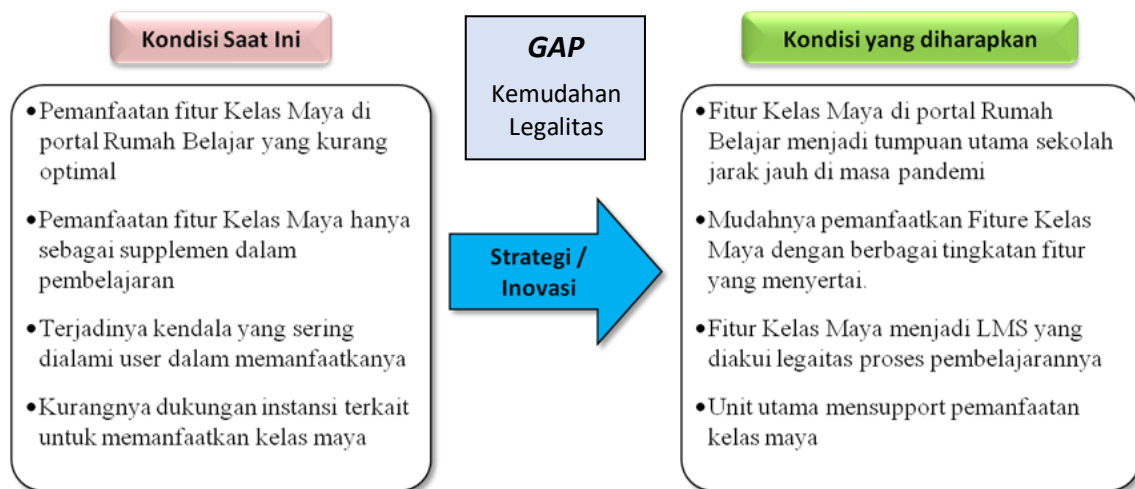 Kondisi Saat Ini
•Pemanfaatan fitur Kelas Maya di
portal Rumah Belajar yang kurang
optimal
•Pemanfaatan fitur Kelas Maya hanya
sebagai supplemen dalam
pembelajaran
•Terjadinya kendala yang sering
dialami user dalam memanfaatkanya
•Kurangnya dukungan instansi terkait
untuk memanfaatkan kelas maya
GAP
Kemudahan
Legalitas
Strategi /
Inovasi
Kondisi yang diharapkan
•Fitur Kelas Maya di portal Rumah
Belajar menjadi tumpuan utama sekolah
jarak jauh di masa pandemi
•Mudahnya pemanfaatkan Fiture Kelas
Maya dengan berbagai tingkatan fitur
yang menyertai.
•Fitur Kelas Maya menjadi LMS yang
diakui legaitas proses pembelajarannya
•Unit utama mensupport pemanfaatan
kelas maya